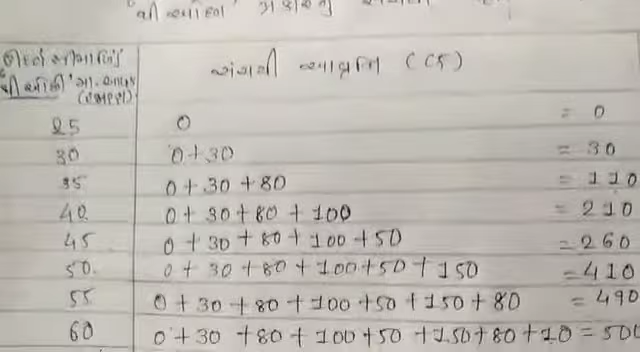 'થી ઓછા'
સંચયી આવૃત્તિ (cf)
'થી ઓછી'
25 0 = 0
30 0 + 30 = 30
35 0 + 30 + 80 = 110
40 0 + 30 + 80 + 100 = 210
45 0 + 30 + 80 + 100 + 50 = 260
50 0 + 30 + 80 + 100 + 50 + 150 = 410
55 0 + 30 + 80 + 100 + 50 + 150 + 80 = 490
60 0 + 30 + 80 + 100 + 50 + 150 + 80 + 10 = 500